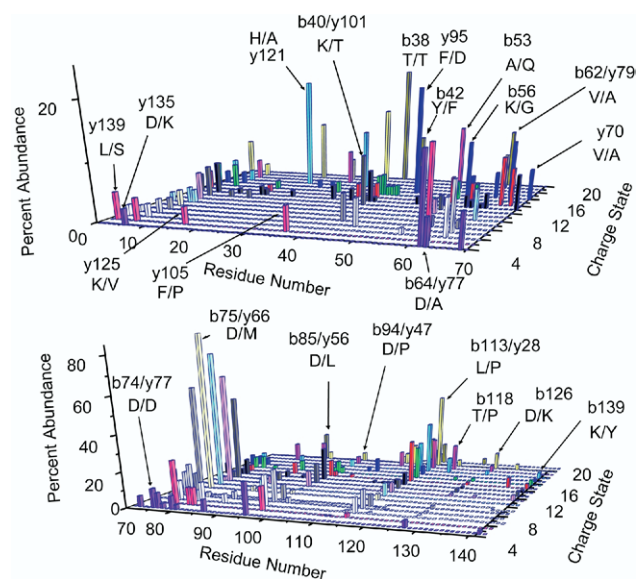 b40/y101
H/A
y121
K/T
b38
T/T
y95
F/D
b53
A/Q
b42
Y/F
b56
K/G
b62/y79
V/A
y70
V/A
y135
D/K
y139
L/S
20
Percent Abundance
0
0
10
20
30
40
50
60
70
Residue Number
4
8
12
16
20
Charge State
y125
K/V
y105
F/P
b64/y77
D/A
b75/y66
D/M
b85/y56
D/L
b94/y47
D/P
b113/y28
L/P
b118
T/P
b126
D/K
b139
K/Y
b74/y77
D/D
80
60
40
20
0
Percent Abundance
70
80
90
100
110
120
130
140
Residue Number
4
8
12
16
20
Charge State